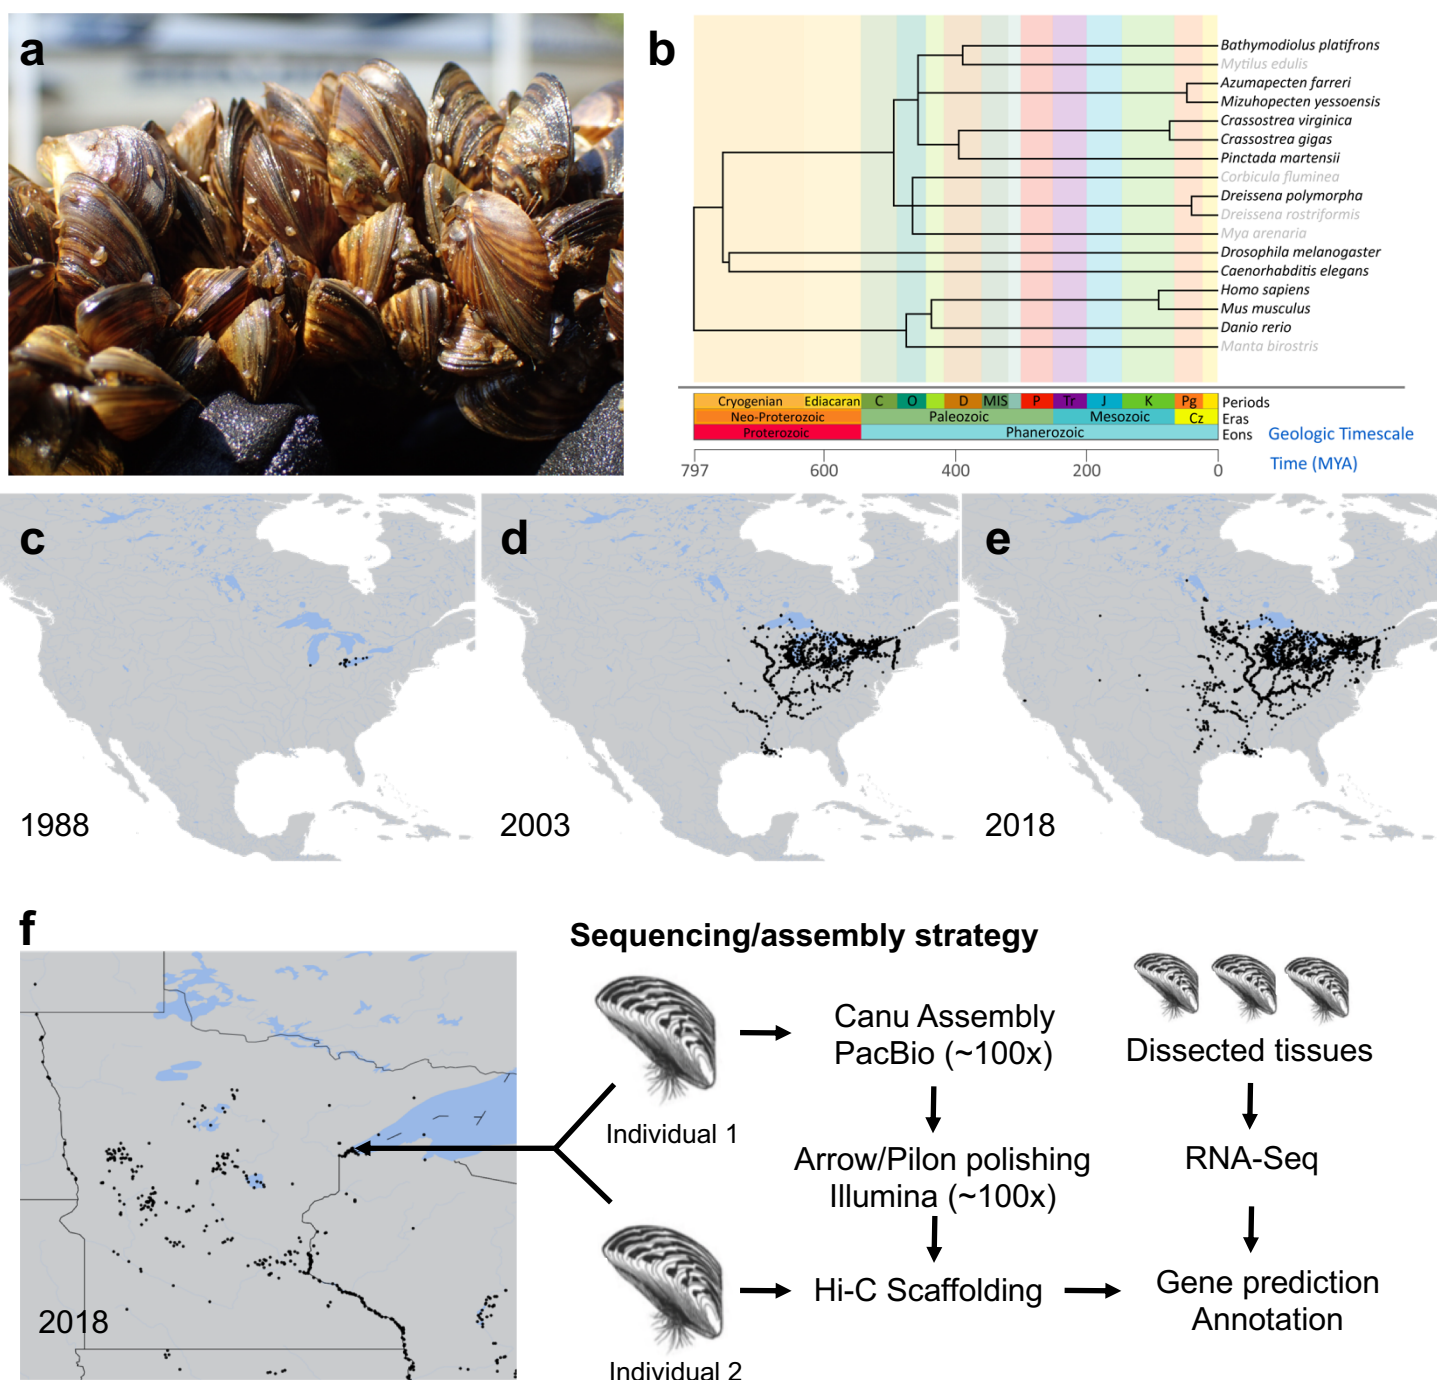 a
b
Bathymodiolus platifrons
Mytilus edulis
Azumapecten farreri
Mizuhopecten yessoensis
Crassostrea virginica
Crassostrea gigas
Pinctada martensii
Corbicula fluminea
Dreissena polymorpha
Dreissena rostriformis
Mya arenaria
Drosophila melanogaster
Caenorhabditis elegans
Homo sapiens
Mus musculus
Danio rerio
Manta birostris
Cryogenian Ediacaran C O D MIS P Tr J K Pg Periods
Neo-Proterozoic Paleozoic Mesozoic Cz Eras
Proterozoic Phanerozoic Eons Geologic Timescale
Time (MYA)
797 600 400 200 0
c d e
1988 2003 2018
f
Sequencing/assembly strategy
Canu Assembly
PacBio (~100x)
Dissected tissues
Individual 1
Arrow/Pilon polishing
Illumina (~100x)
RNA-Seq
Hi-C Scaffolding
Gene prediction
Annotation
2018
Individual 2